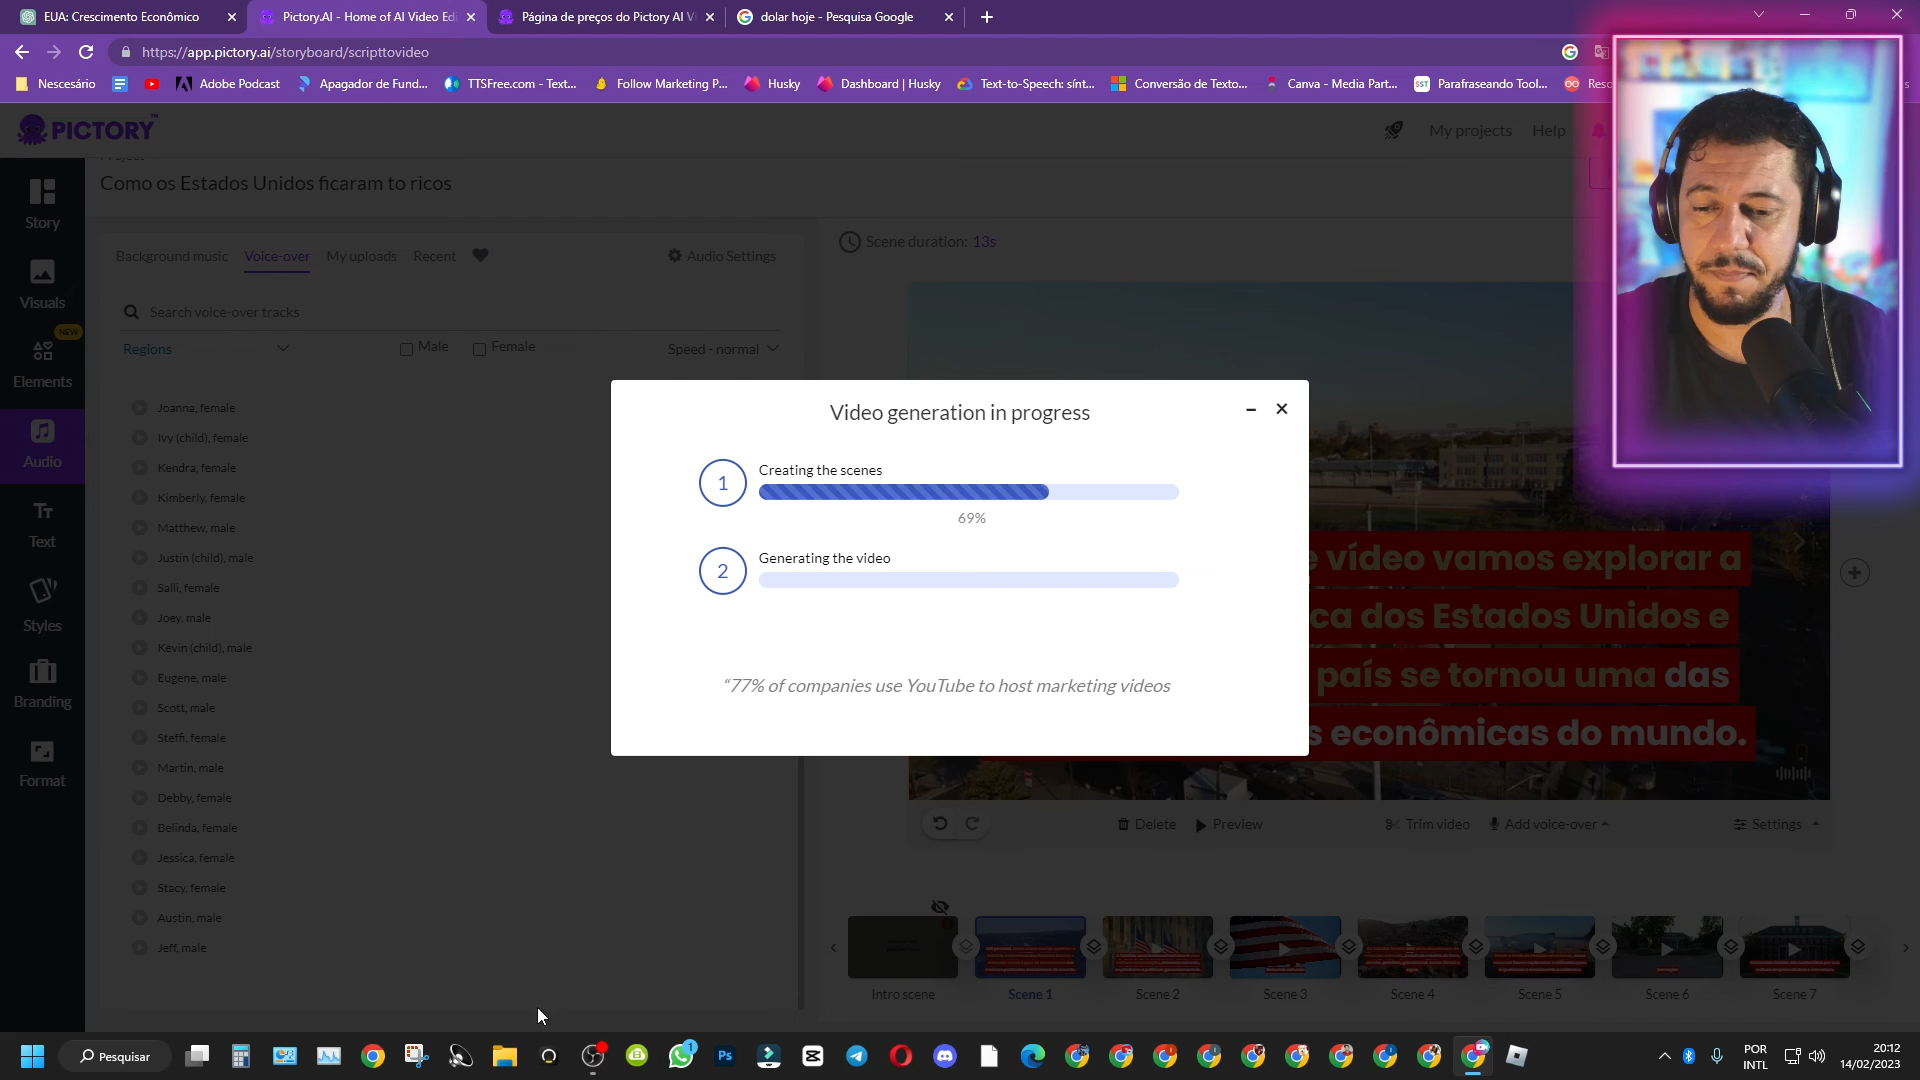 EUA: Crescimento Econômico
Pictory.AI - Home of AI Video Edi
Página de preços do Pictory AI V
dolar hoje - Pesquisa Google
https://app.pictory.ai/storyboard/scripttovideo
Nescesário
Adobe Podcast
Apagador de Fund...
TTSFree.com - Text...
Follow Marketing P...
Husky
Dashboard | Husky
Text-to-Speech: sínt...
Conversão de Texto...
Canva - Media Part...
Parafraseando Tool...
PICTORY
My projects
Help
Project
Como os Estados Unidos ficaram to ricos
Story
Visuals
NEW
Elements
Audio
Text
Styles
Branding
Format
Background music
Voice-over
My uploads
Recent
Audio Settings
Search voice-over tracks
Regions
Male
Female
Speed - normal
Joanna, female
Ivy (child), female
Kendra, female
Kimberly, female
Matthew, male
Justin (child), male
Salli, female
Joey, male
Kevin (child), male
Eugene, male
Scott, male
Steffi, female
Martin, male
Debby, female
Belinda, female
Jessica, female
Stacy, female
Austin, male
Jeff, male
Scene duration: 13s
Video generation in progress
1
Creating the scenes
69%
2
Generating the video
“77% of companies use YouTube to host marketing videos
vídeo vamos explorar a
ca dos Estados Unidos e
país se tornou uma das
s econômicas do mundo.
Delete
Preview
Trim video
Add voice-over
Settings
Intro scene
Scene 1
Scene 2
Scene 3
Scene 4
Scene 5
Scene 6
Scene 7
Pesquisar
1
Ps
POR
INTL
20:12
14/02/2023